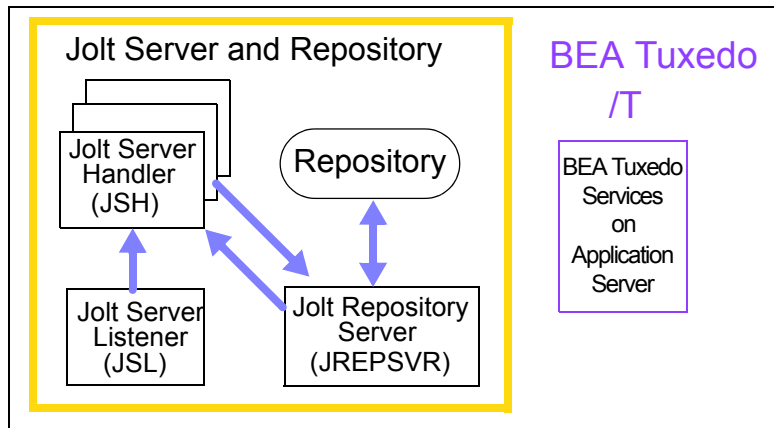 Jolt Server and Repository
Jolt Server
Handler
(JSH)
Repository
Jolt Server
Listener
(JSL)
Jolt Repository
Server
(JREPSVR)
BEA Tuxedo
/T
BEA Tuxedo
Services
on
Application
Server